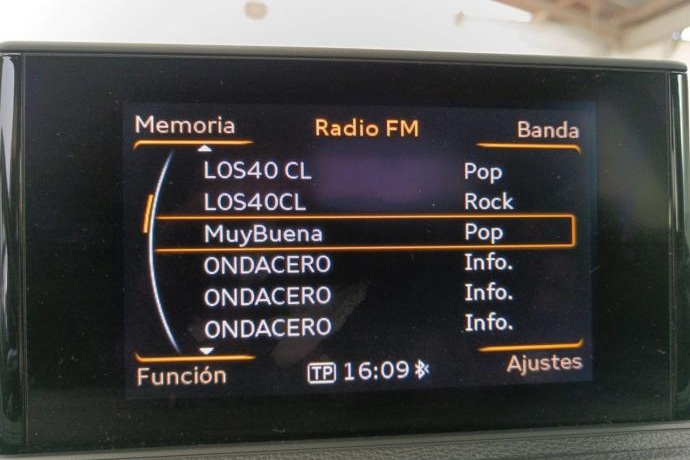 Memoria Radio FM Banda
LOS40 CL Pop
LOS40CL Rock
MuyBuena Pop
ONDACERO Info.
ONDACERO Info.
ONDACERO Info.
Función TP 16:09 Ajustes